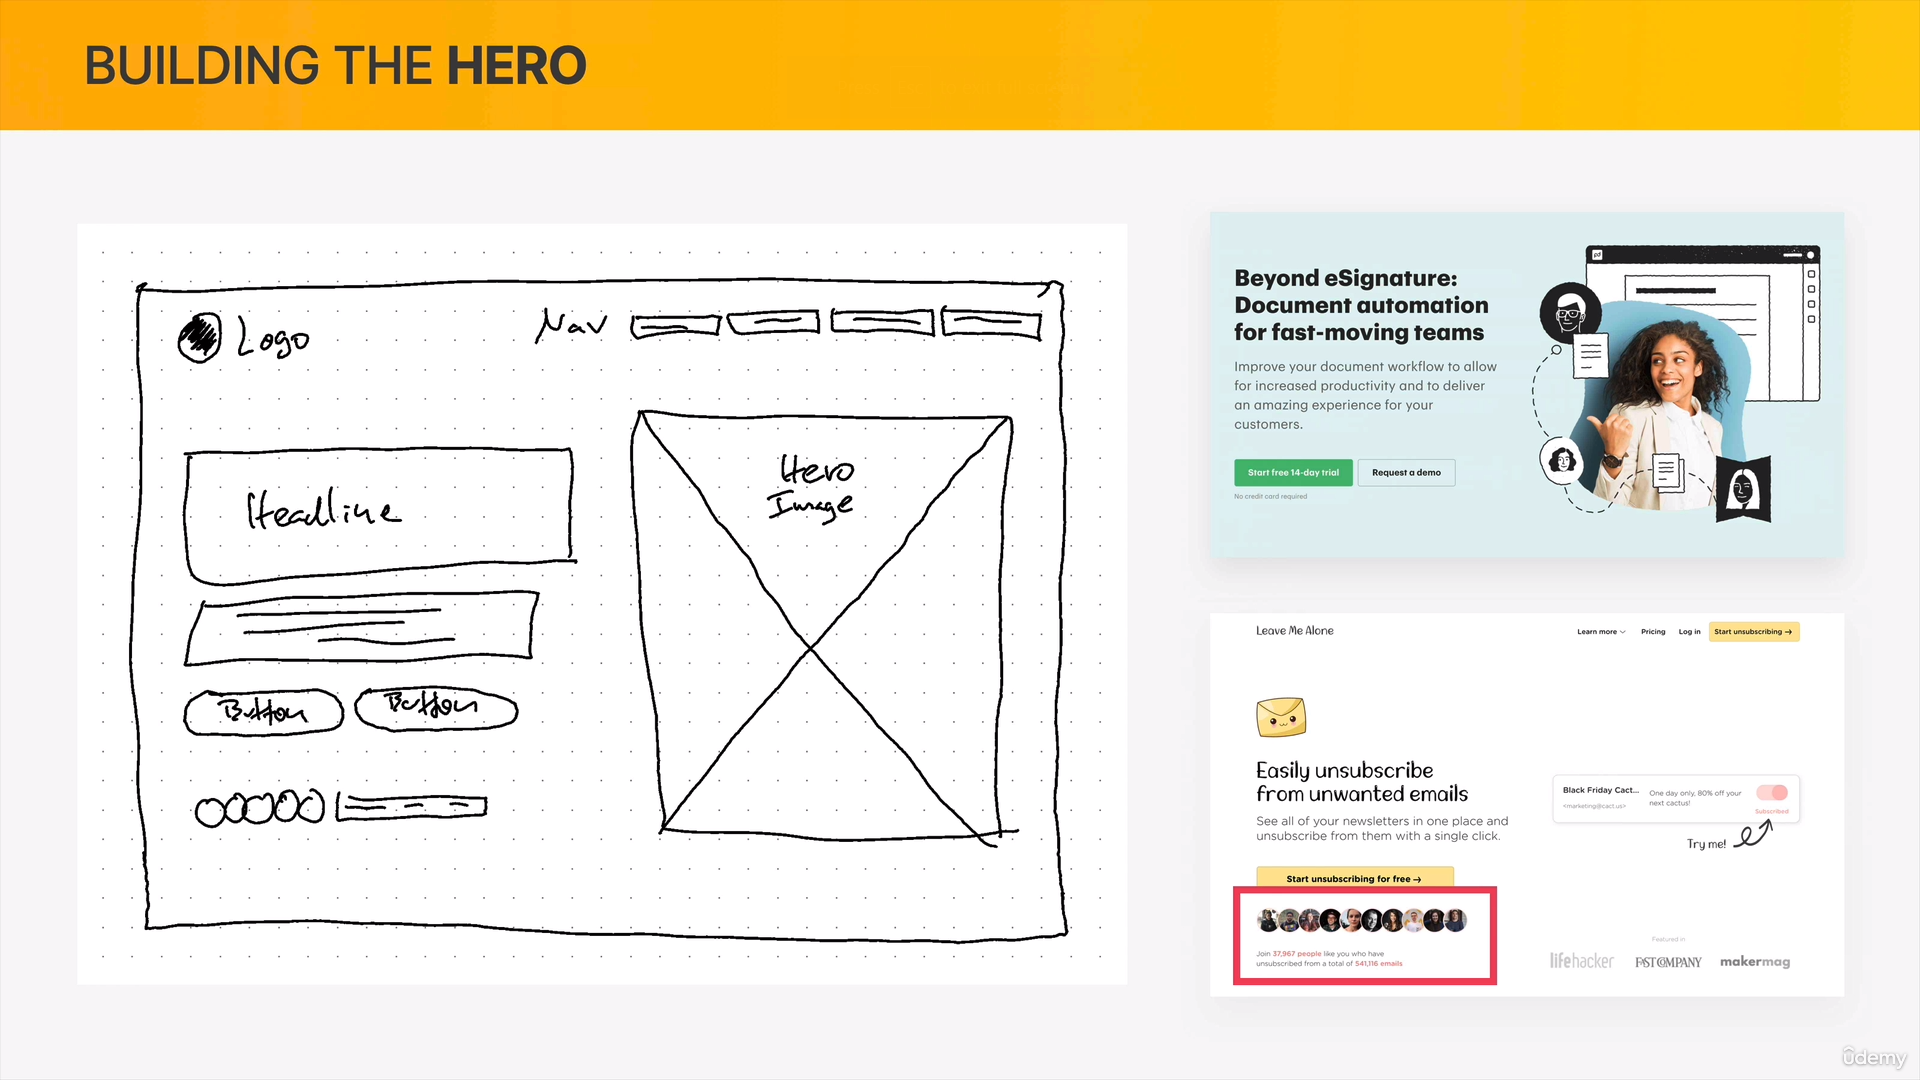 BUILDING THE HERO
Logo
Nav
Headline
Hero
Image
Button
Button
Beyond eSignature:
Document automation
for fast-moving teams
Improve your document workflow to allow
for increased productivity and to deliver
an amazing experience for your
customers.
Start free 14-day trial
Request a demo
No credit card required
Leave Me Alone
Learn more
Pricing
Log in
Start unsubscribing →
Easily unsubscribe
from unwanted emails
See all of your newsletters in one place and
unsubscribe from them with a single click.
Start unsubscribing for free →
Join 37,967 people like you who have
unsubscribed from a total of 541,116 emails
Black Friday Cact...
<marketing@cact.us>
One day only, 80% off your
next cactus!
Subscribed
Try me!
Featured in
lifehacker
FAST COMPANY
makermag
ûdemy